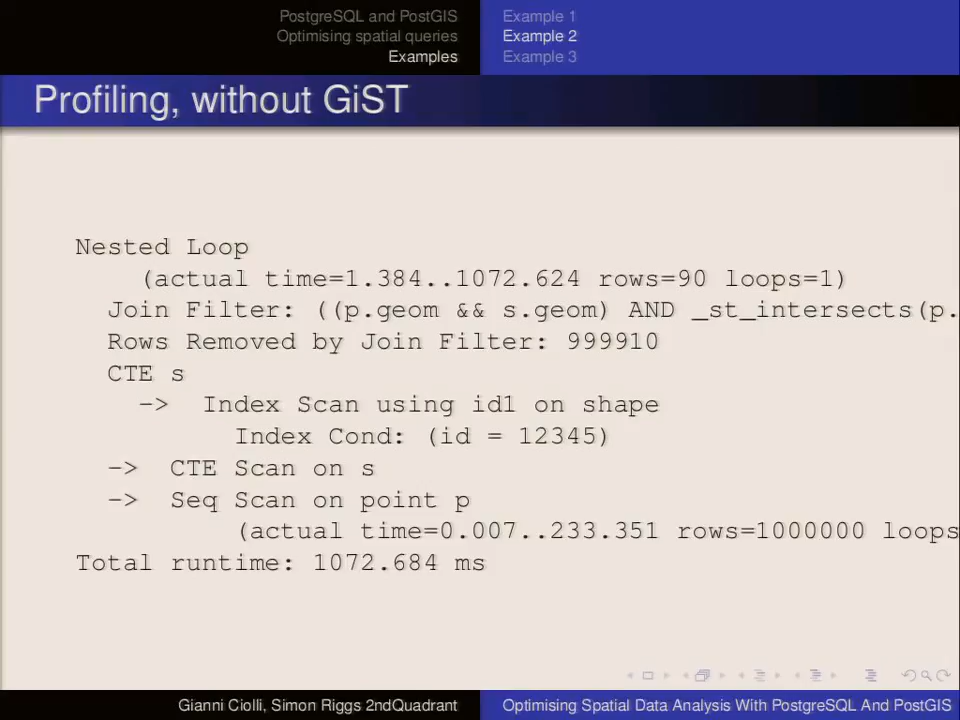 PostgreSQL and PostGIS
Optimising spatial queries
Examples
Example 1
Example 2
Example 3
Profiling, without GiST
Nested Loop
(actual time=1.384..1072.624 rows=90 loops=1)
Join Filter: ((p.geom && s.geom) AND _st_intersects(p.
Rows Removed by Join Filter: 999910
CTE s
-> Index Scan using id1 on shape
Index Cond: (id = 12345)
-> CTE Scan on s
-> Seq Scan on point p
(actual time=0.007..233.351 rows=1000000 loops
Total runtime: 1072.684 ms
Gianni Ciolli, Simon Riggs 2ndQuadrant
Optimising Spatial Data Analysis With PostgreSQL And PostGIS